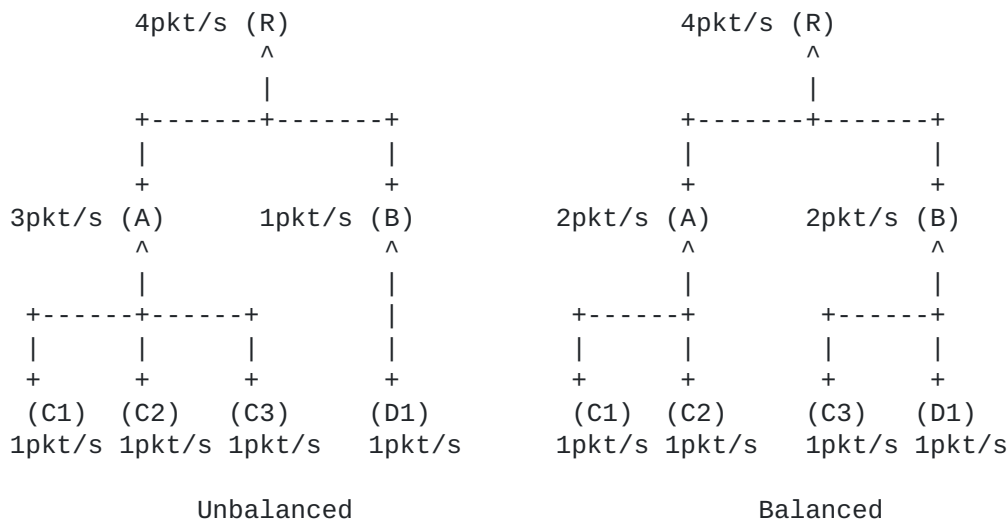 4pkt/s (R) 4pkt/s (R)
3pkt/s (A) 1pkt/s (B) 2pkt/s (A) 2pkt/s (B)
(C1) (C2) (C3) (D1) (C1) (C2) (C3) (D1)
1pkt/s 1pkt/s 1pkt/s 1pkt/s 1pkt/s 1pkt/s 1pkt/s 1pkt/s
Unbalanced Balanced